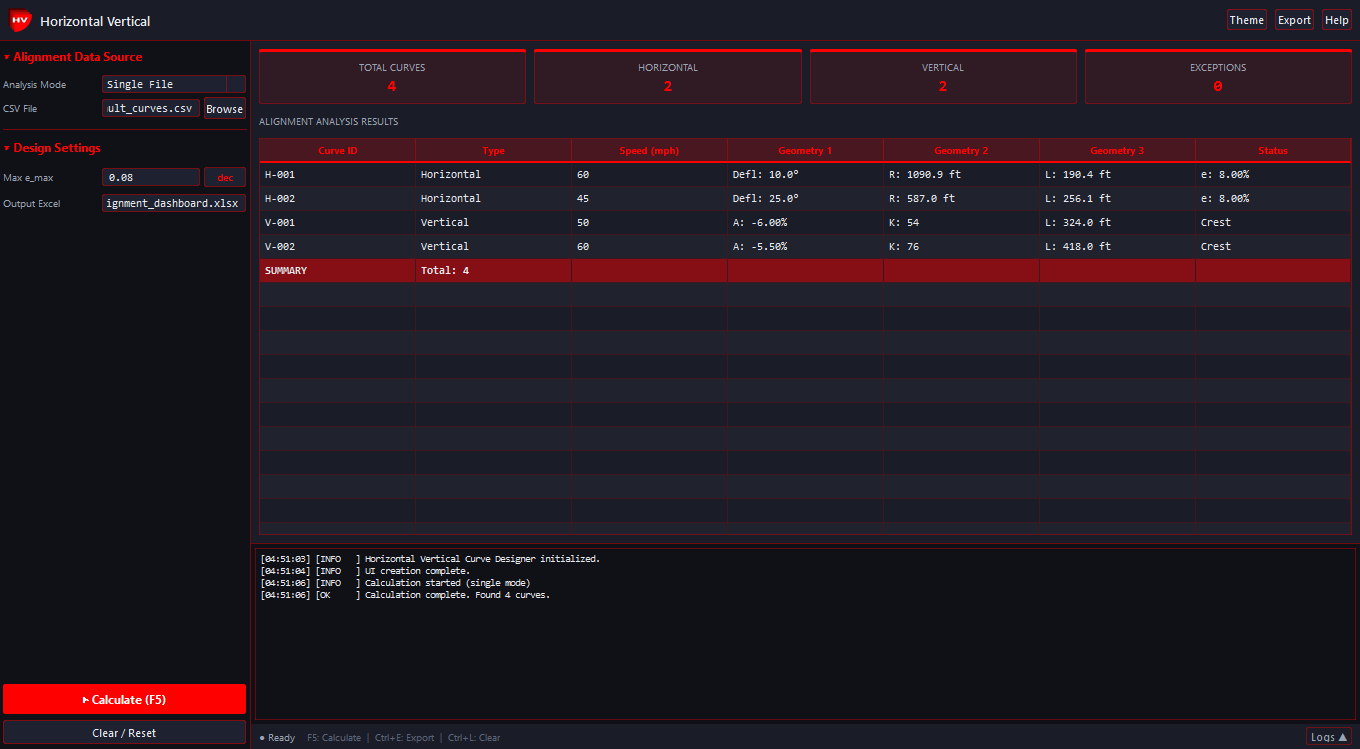 HV Horizontal Vertical Theme Export Help
▾ Alignment Data Source
Analysis Mode Single File
CSV File ult_curves.csv Browse
▾ Design Settings
Max e_max 0.08 dec
Output Excel ignment_dashboard.xlsx
Calculate (F5)
Clear / Reset
TOTAL CURVES HORIZONTAL VERTICAL EXCEPTIONS
4 2 2 0
ALIGNMENT ANALYSIS RESULTS
Curve ID Type Speed (mph) Geometry 1 Geometry 2 Geometry 3 Status
H-001 Horizontal 60 Defl: 10.0° R: 1090.9 ft L: 190.4 ft e: 8.00%
H-002 Horizontal 45 Defl: 25.0° R: 587.0 ft L: 256.1 ft e: 8.00%
V-001 Vertical 50 A: -6.00% K: 54 L: 324.0 ft Crest
V-002 Vertical 60 A: -5.50% K: 76 L: 418.0 ft Crest
SUMMARY Total: 4
[04:51:03] [INFO ] Horizontal Vertical Curve Designer initialized.
[04:51:04] [INFO ] UI creation complete.
[04:51:06] [INFO ] Calculation started (single mode)
[04:51:06] [OK ] Calculation complete. Found 4 curves.
● Ready F5: Calculate | Ctrl+E: Export | Ctrl+L: Clear Logs ▲